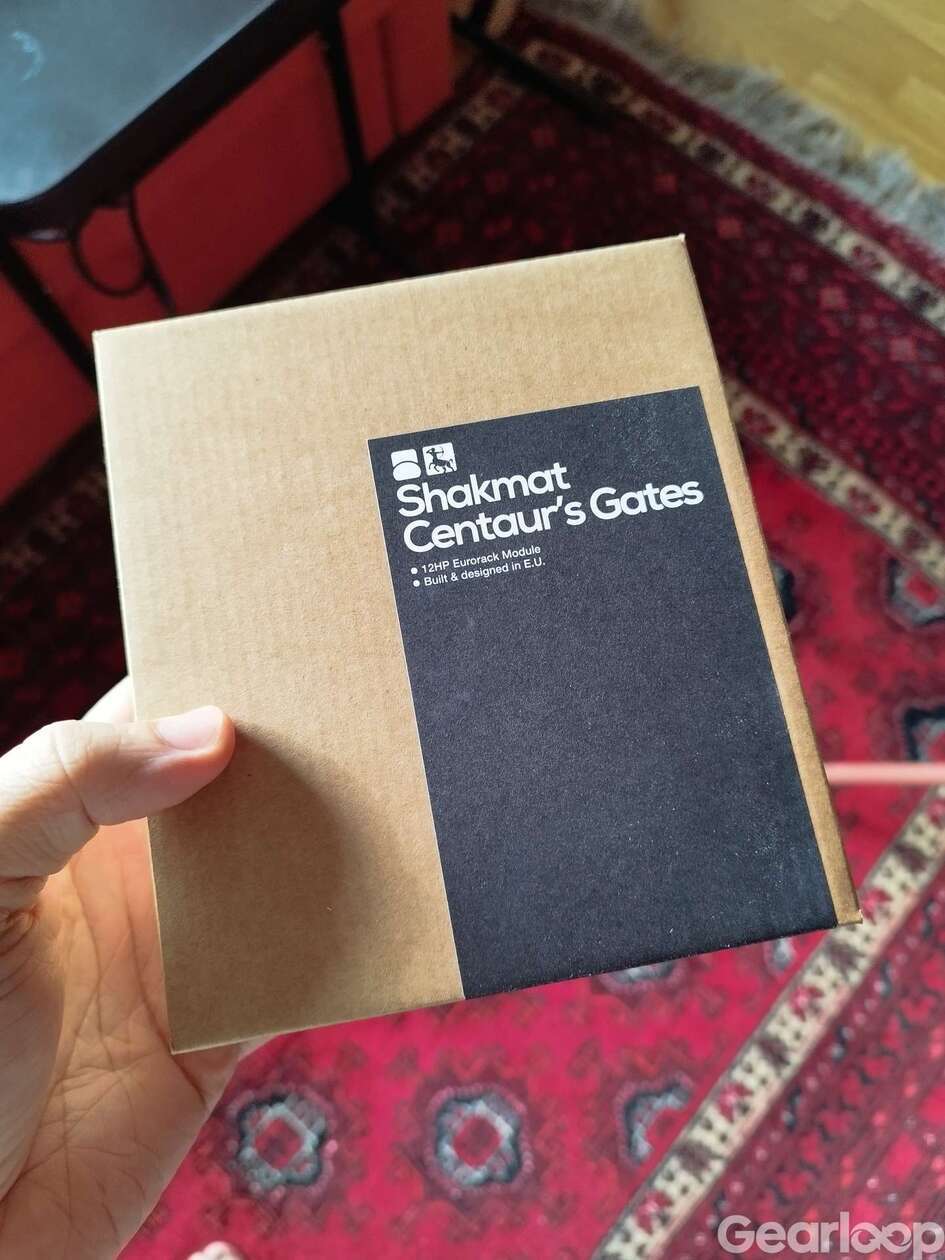 Shakmat
Centaur's Gates
● 12HP Eurorack Module
● Built & designed in E.U.
Gearloop